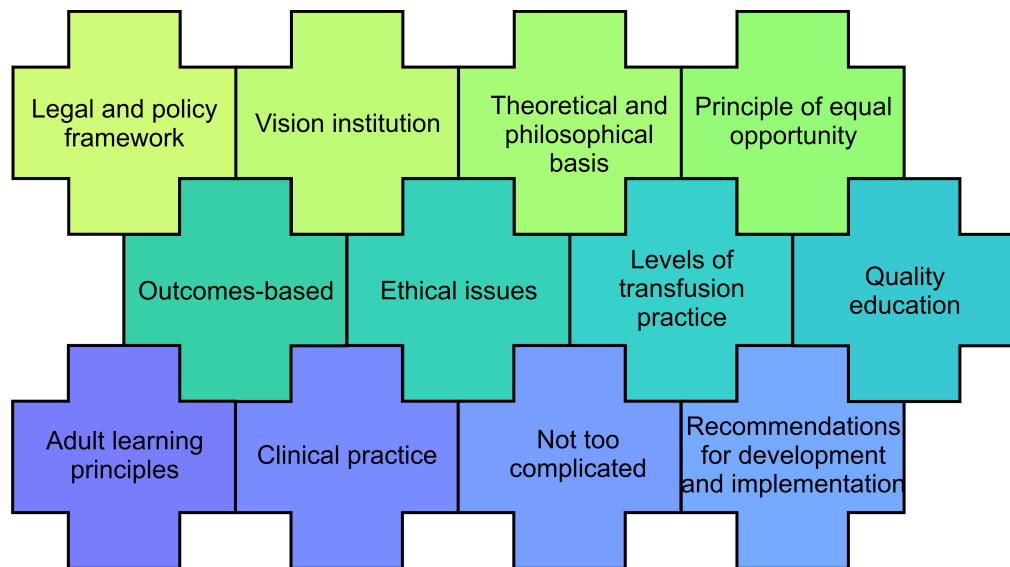 Legal and policy
framework
Vision institution
Theoretical and
philosophical
basis
Principle of equal
opportunity
Outcomes-based
Ethical issues
Levels of
transfusion
practice
Quality
education
Adult learning
principles
Clinical practice
Not too
complicated
Recommendations
for development
and implementation